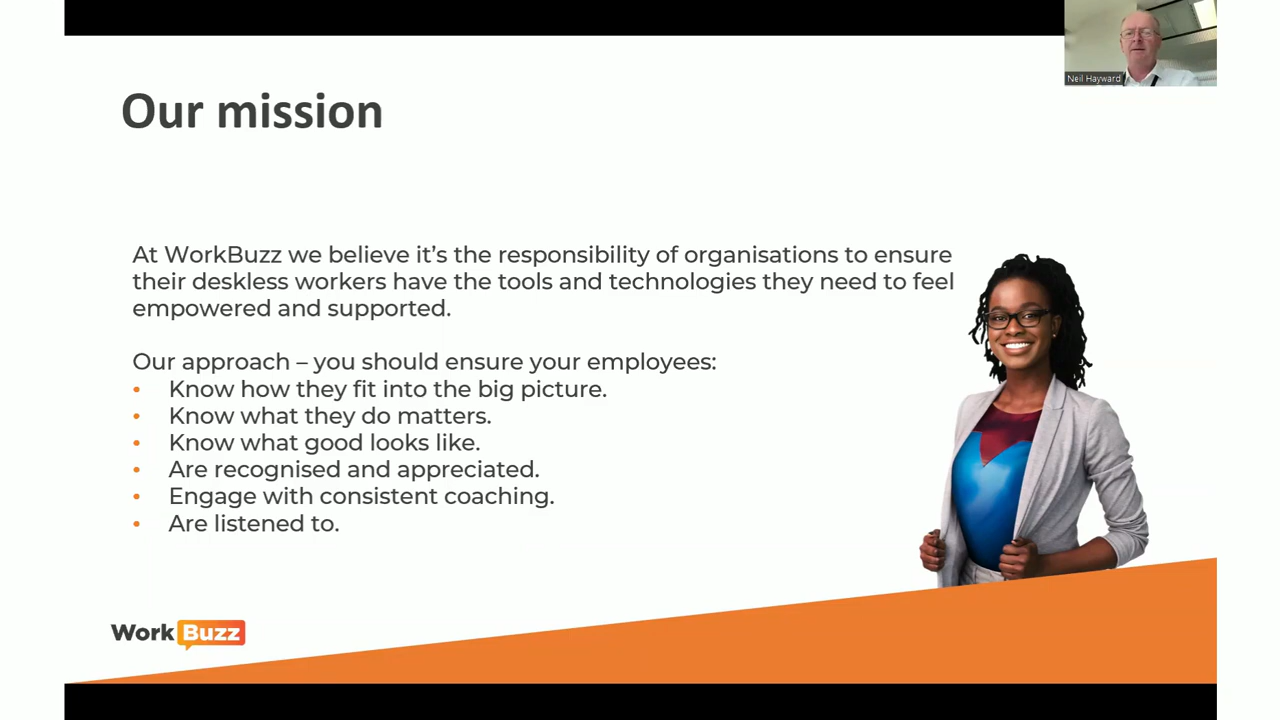 Neil Hayward
Our mission
At WorkBuzz we believe it's the responsibility of organisations to ensure
their deskless workers have the tools and technologies they need to feel
empowered and supported.
Our approach – you should ensure your employees:
• Know how they fit into the big picture.
• Know what they do matters.
• Know what good looks like.
• Are recognised and appreciated.
• Engage with consistent coaching.
• Are listened to.
Work Buzz